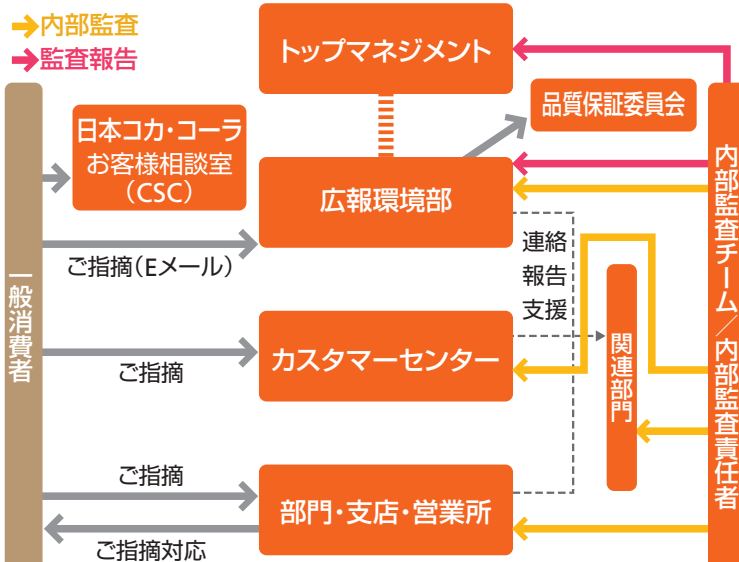 内部監査
監査報告
トップマネジメント
品質保証委員会
日本コカ・コーラ
お客様相談室
（CSC）
広報環境部
ご指摘（Eメール）
連絡
報告
支援
一般消費者
カスタマーセンター
ご指摘
関連部門
内部監査チーム／内部監査責任者
ご指摘
部門・支店・営業所
ご指摘対応